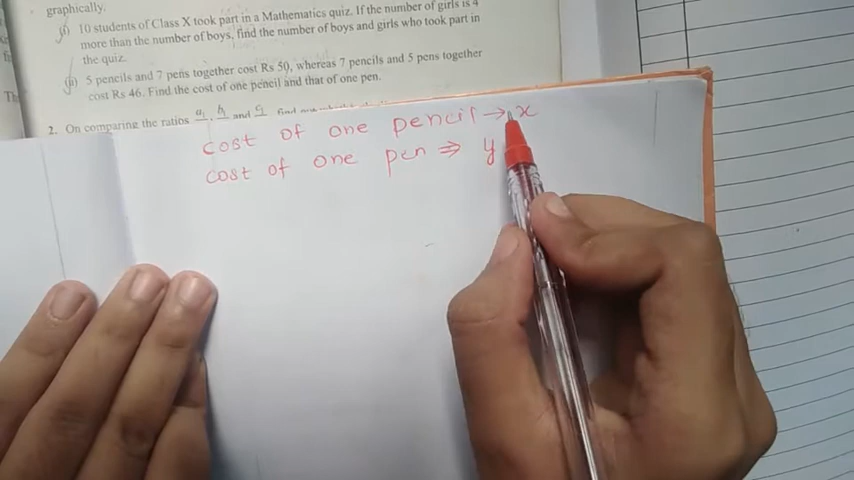 graphically.
(i) 10 students of Class X took part in a Mathematics quiz. If the number of girls is 4
more than the number of boys, find the number of boys and girls who took part in
the quiz.
(ii) 5 pencils and 7 pens together cost Rs 50, whereas 7 pencils and 5 pens together
cost Rs 46. Find the cost of one pencil and that of one pen.
2. On comparing the ratios and find
cost of one pencil → x
cost of one pen ⇒ y